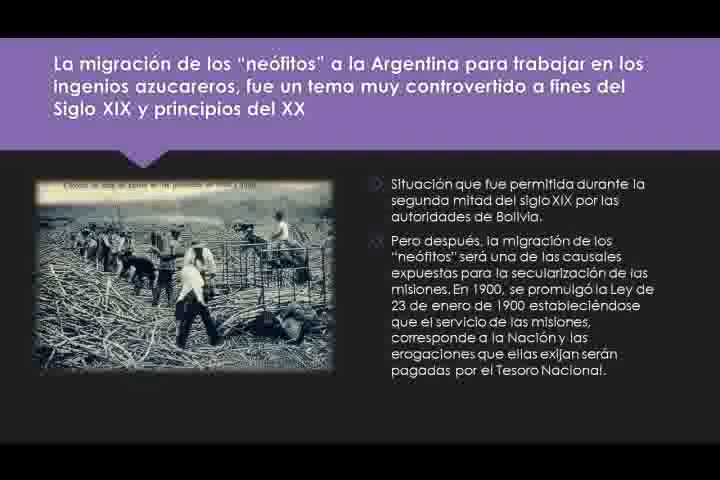 La migración de los “neófitos” a la Argentina para trabajar en los
Ingenios azucareros, fue un tema muy controvertido a fines del
Siglo XIX y principios del XX
Situación que fue permitida durante la
segunda mitad del siglo XIX por las
autoridades de Bolivia.
Pero después, la migración de los
“neófitos” será una de las causales
expuestas para la secularización de las
misiones. En 1900, se promulgó la Ley de
23 de enero de 1900 estableciéndose
que el servicio de las misiones,
corresponde a la Nación y las
erogaciones que ellas exijan serán
pagadas por el Tesoro Nacional.